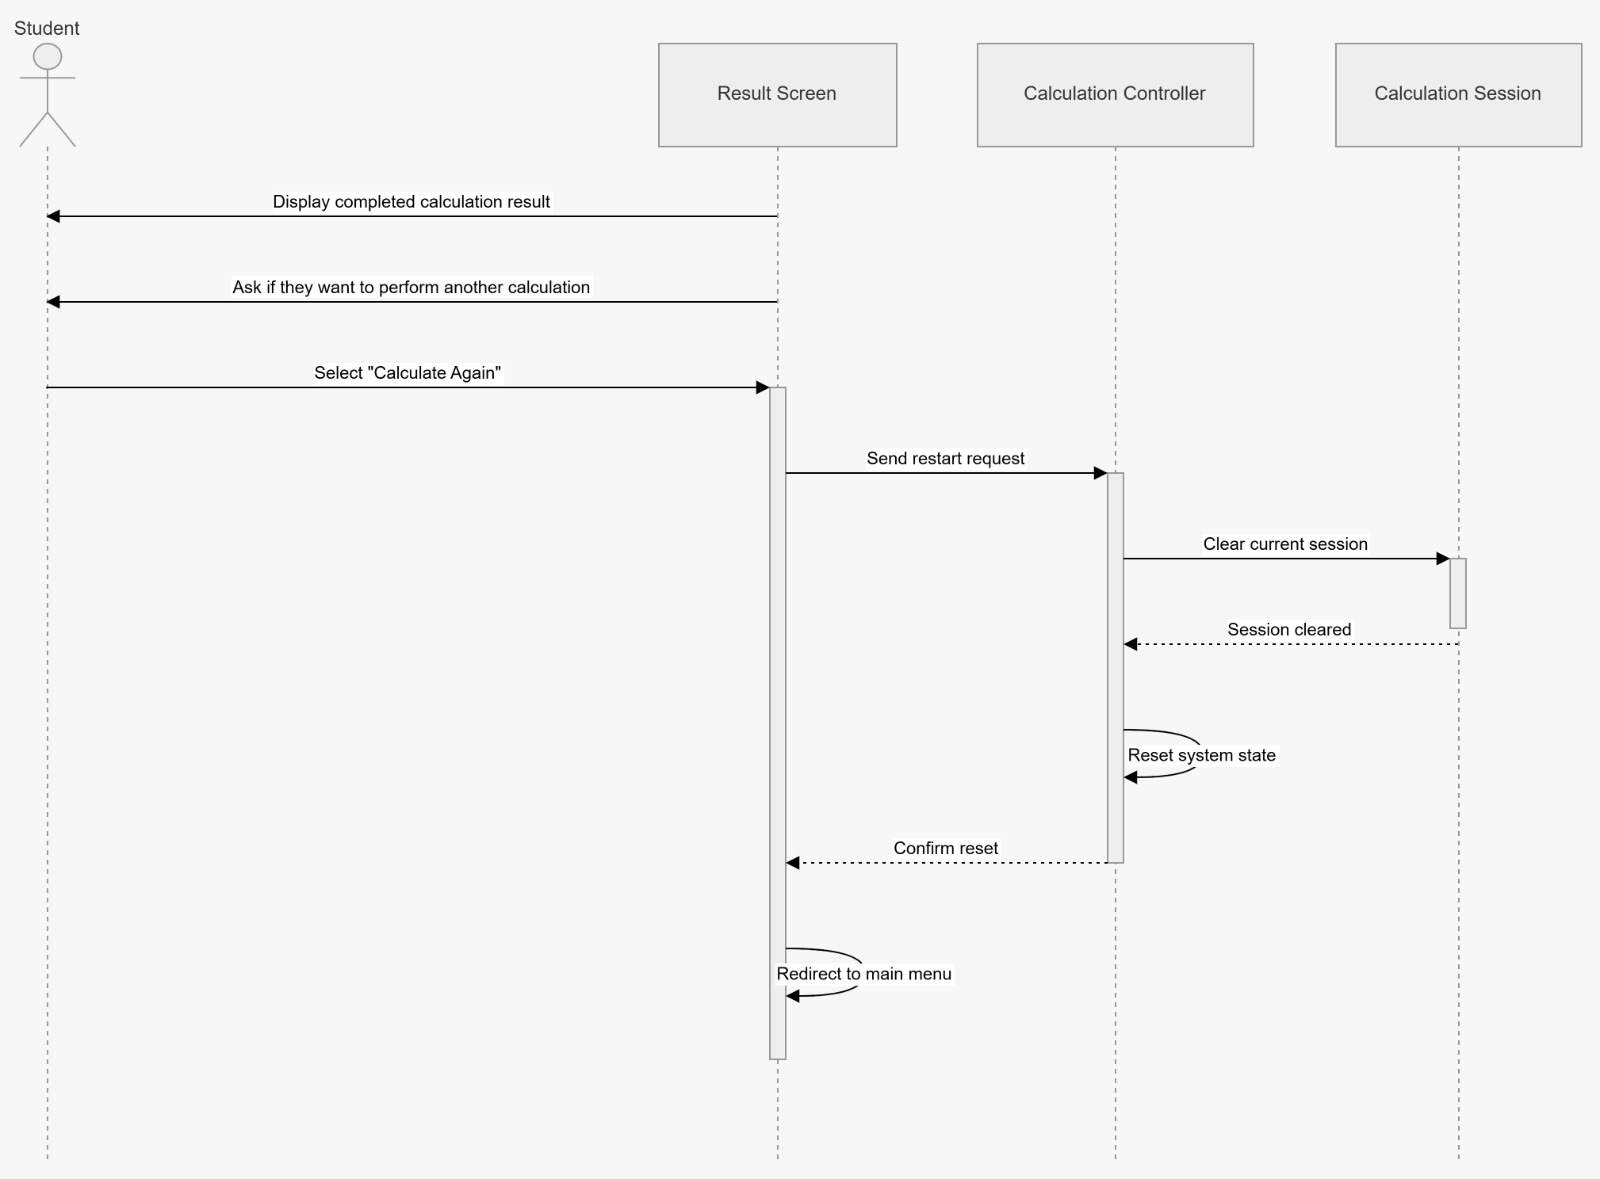 Student
Result Screen
Calculation Controller
Calculation Session
Display completed calculation result
Ask if they want to perform another calculation
Select "Calculate Again"
Send restart request
Clear current session
Session cleared
Reset system state
Confirm reset
Redirect to main menu